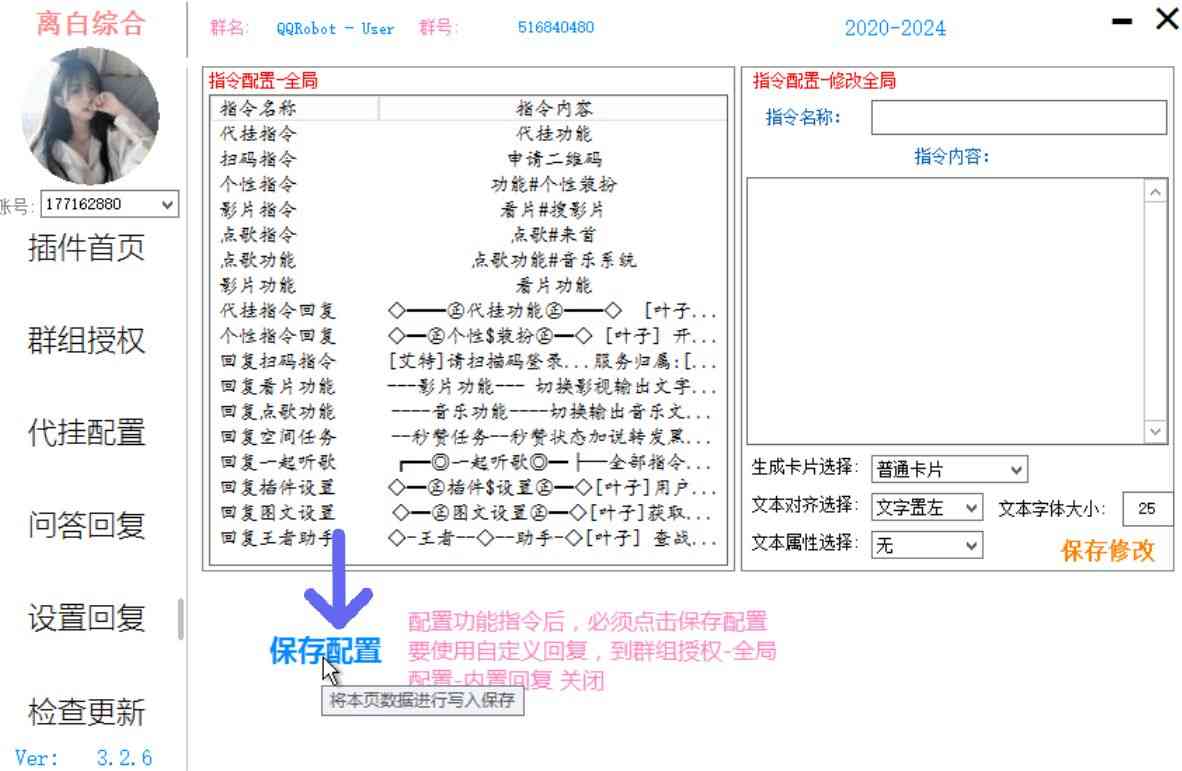 离白综合
群名: QQRobot - User 群号: 516840480 2020-2024
账号: 177162880
插件首页
群组授权
代挂配置
问答回复
设置回复
检查更新
Ver: 3.2.6
指令配置-全局
指令名称 指令内容
代挂指令 代挂功能
扫码指令 申请二维码
个性指令 功能#个性装扮
影片指令 看片#搜影片
点歌指令 点歌#来首
点歌功能 点歌功能#音乐系统
影片功能 看片功能
代挂指令回复 ◇━━㊣代挂功能㊣━━◇ [叶子...
个性指令回复 ◇━㊣个性$装扮㊣━◇ [叶子] 开...
回复扫码指令 [艾特]请扫描码登录...服务归属:[...
回复看片功能 ---影片功能--- 切换影视输出文字...
回复点歌功能 ----音乐功能----切换输出音乐文...
回复空间任务 --秒赞任务--秒赞状态加说转发黑...
回复一起听歌 ┏━◎一起听歌◎━┣━全部指令...
回复插件设置 ◇━㊣插件$设置㊣━◇[叶子]用户...
回复图文设置 ◇━㊣图文设置㊣━◇[叶子]获取...
回复王者助手 ◇-王者--◇--助手-◇[叶子] 查战...
保存配置
配置功能指令后，必须点击保存配置
要使用自定义回复，到群组授权-全局
配置-内置回复 关闭
将本页数据进行写入保存
指令配置-修改全局
指令名称:
指令内容:
生成卡片选择: 普通卡片
文本对齐选择: 文字置左 文本字体大小: 25
文本属性选择: 无
保存修改